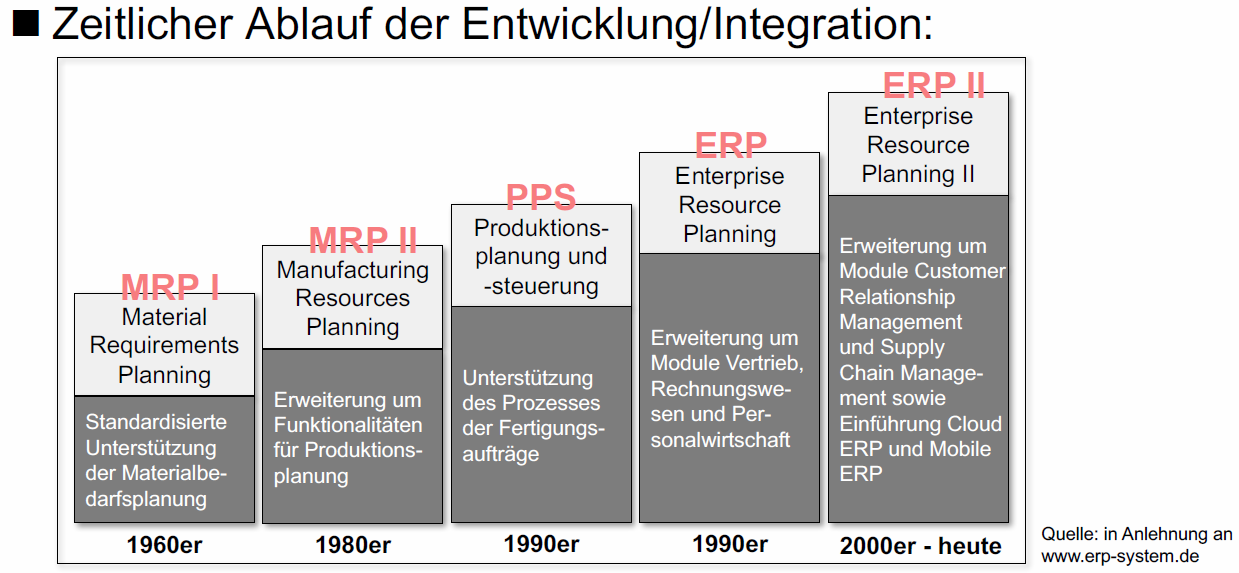 ■ Zeitlicher Ablauf der Entwicklung/Integration:
MRP I
Material
Requirements
Planning
Standardisierte
Unterstützung
der Materialbe-
darfsplanung
1960er
MRP II
Manufacturing
Resources
Planning
Erweiterung um
Funktionalitäten
für Produktions-
planung
1980er
PPS
Produktions-
planung und
-steuerung
Unterstützung
des Prozesses
der Fertigungs-
aufträge
1990er
ERP
Enterprise
Resource
Planning
Erweiterung um
Module Vertrieb,
Rechnungswe-
sen und Per-
sonalwirtschaft
1990er
ERP II
Enterprise
Resource
Planning II
Erweiterung um
Module Customer
Relationship
Management
und Supply
Chain Manage-
ment sowie
Einführung Cloud
ERP und Mobile
ERP
2000er - heute
Quelle: in Anlehnung an
www.erp-system.de